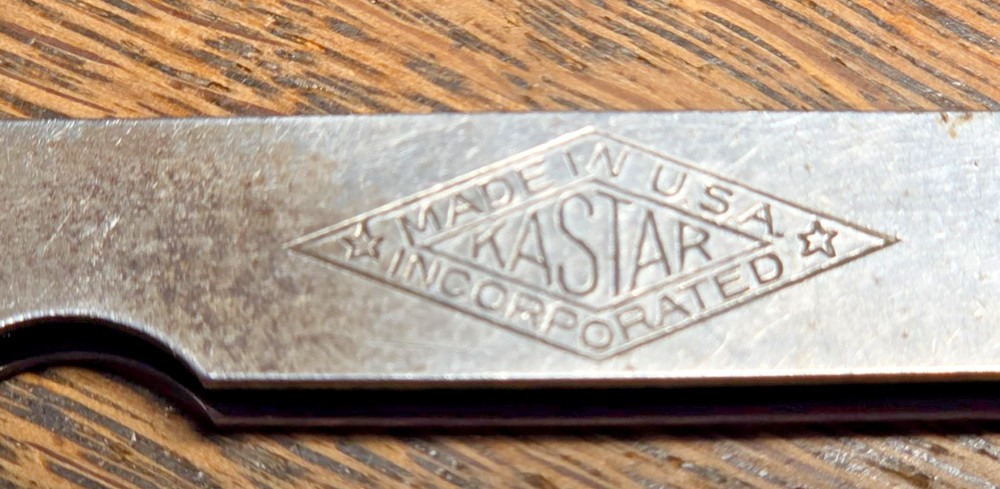 MADE IN U.S.A.
KASTAR
INCORPORATED